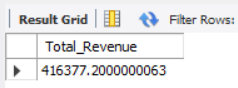 Result Grid Filter Rows:
Total_Revenue
416377.2000000063